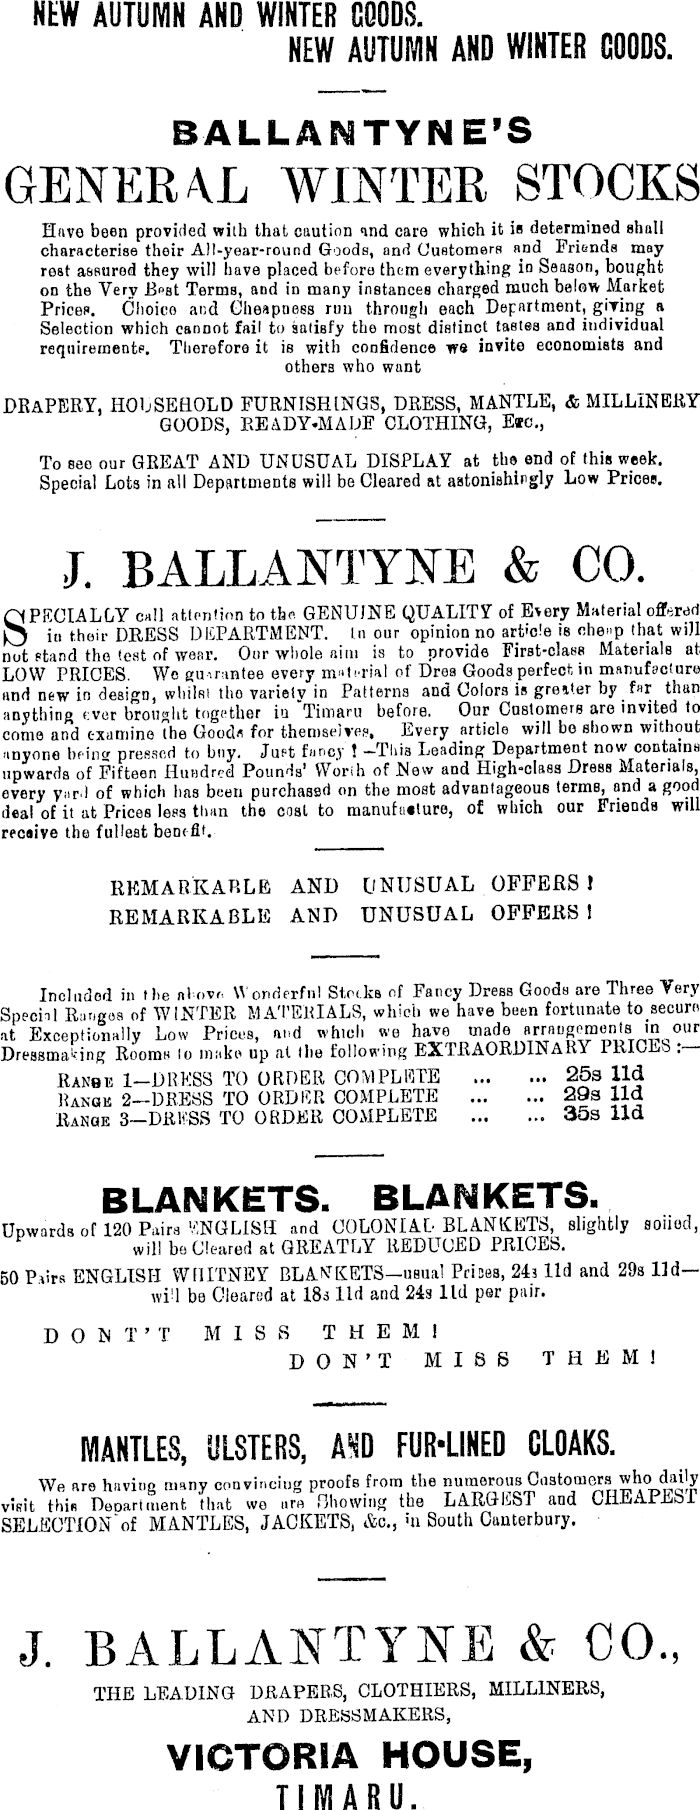 NEW AUTUMN AND WINTER GOODS.
NEW AUTUMN AND WINTER GOODS.
BALLANTYNE'S
GENERAL WINTER STOCKS
Have been provided with that caution and care which it is determined shall
characterise their All-year-round Goods, and Customers and Friends may
rest assured they will have placed before them everything in Season, bought
on the Very Best Terms, and in many instances charged much below Market
Prices. Choice and Cheapness run through each Department, giving a
Selection which cannot fail to satisfy the most distinct tastes and individual
requirements. Therefore it is with confidence we invite economists and
others who want
DRAPERY, HOUSEHOLD FURNISHINGS, DRESS, MANTLE, & MILLINERY
GOODS, READY-MADE CLOTHING, ETC.,
To see our GREAT AND UNUSUAL DISPLAY at the end of this week.
Special Lots in all Departments will be Cleared at astonishingly Low Prices.
J. BALLANTYNE & CO.
SPECIALLY call attention to the GENUINE QUALITY of Every Material offered
in their DRESS DEPARTMENT. In our opinion no article is cheap that will
not stand the test of wear. Our whole aim is to provide First-class Materials at
LOW PRICES. We guarantee every material of Dres Goods perfect in manufacture
and new in design, whilst the variety in Patterns and Colors is greater by far than
anything ever brought together in Timaru before. Our Customers are invited to
come and examine the Goods for themselves. Every article will be shown without
anyone being pressed to buy. Just fancy! —This Leading Department now contains
upwards of Fifteen Hundred Pounds' Worth of New and High-class Dress Materials,
every yard of which has been purchased on the most advantageous terms, and a good
deal of it at Prices less than the cost to manufacture, of which our Friends will
receive the fullest benefit.
REMARKABLE AND UNUSUAL OFFERS!
REMARKABLE AND UNUSUAL OFFERS!
Included in the above Wonderful Stocks of Fancy Dress Goods are Three Very
Special Ranges of WINTER MATERIALS, which we have been fortunate to secure
at Exceptionally Low Prices, and which we have made arrangements in our
Dressmaking Rooms to make up at the following EXTRAORDINARY PRICES :—
RANGE 1—DRESS TO ORDER COMPLETE ... ... 25s 11d
RANGE 2—DRESS TO ORDER COMPLETE ... ... 29s 11d
RANGE 3—DRESS TO ORDER COMPLETE ... ... 35s 11d
BLANKETS. BLANKETS.
Upwards of 120 Pairs ENGLISH and COLONIAL BLANKETS, slightly soiled,
will be Cleared at GREATLY REDUCED PRICES.
50 Pairs ENGLISH WHITNEY BLANKETS—usual Prices, 24s 11d and 29s 11d—
will be Cleared at 18s 11d and 24s 11d per pair.
DONT'T MISS THEM!
DON'T MISS THEM!
MANTLES, ULSTERS, AND FUR-LINED CLOAKS.
We are having many convincing proofs from the numerous Customers who daily
visit this Department that we are Showing the LARGEST and CHEAPEST
SELECTION of MANTLES, JACKETS, &c., in South Canterbury.
J. BALLANTYNE & CO.,
THE LEADING DRAPERS, CLOTHIERS, MILLINERS,
AND DRESSMAKERS,
VICTORIA HOUSE,
TIMARU.